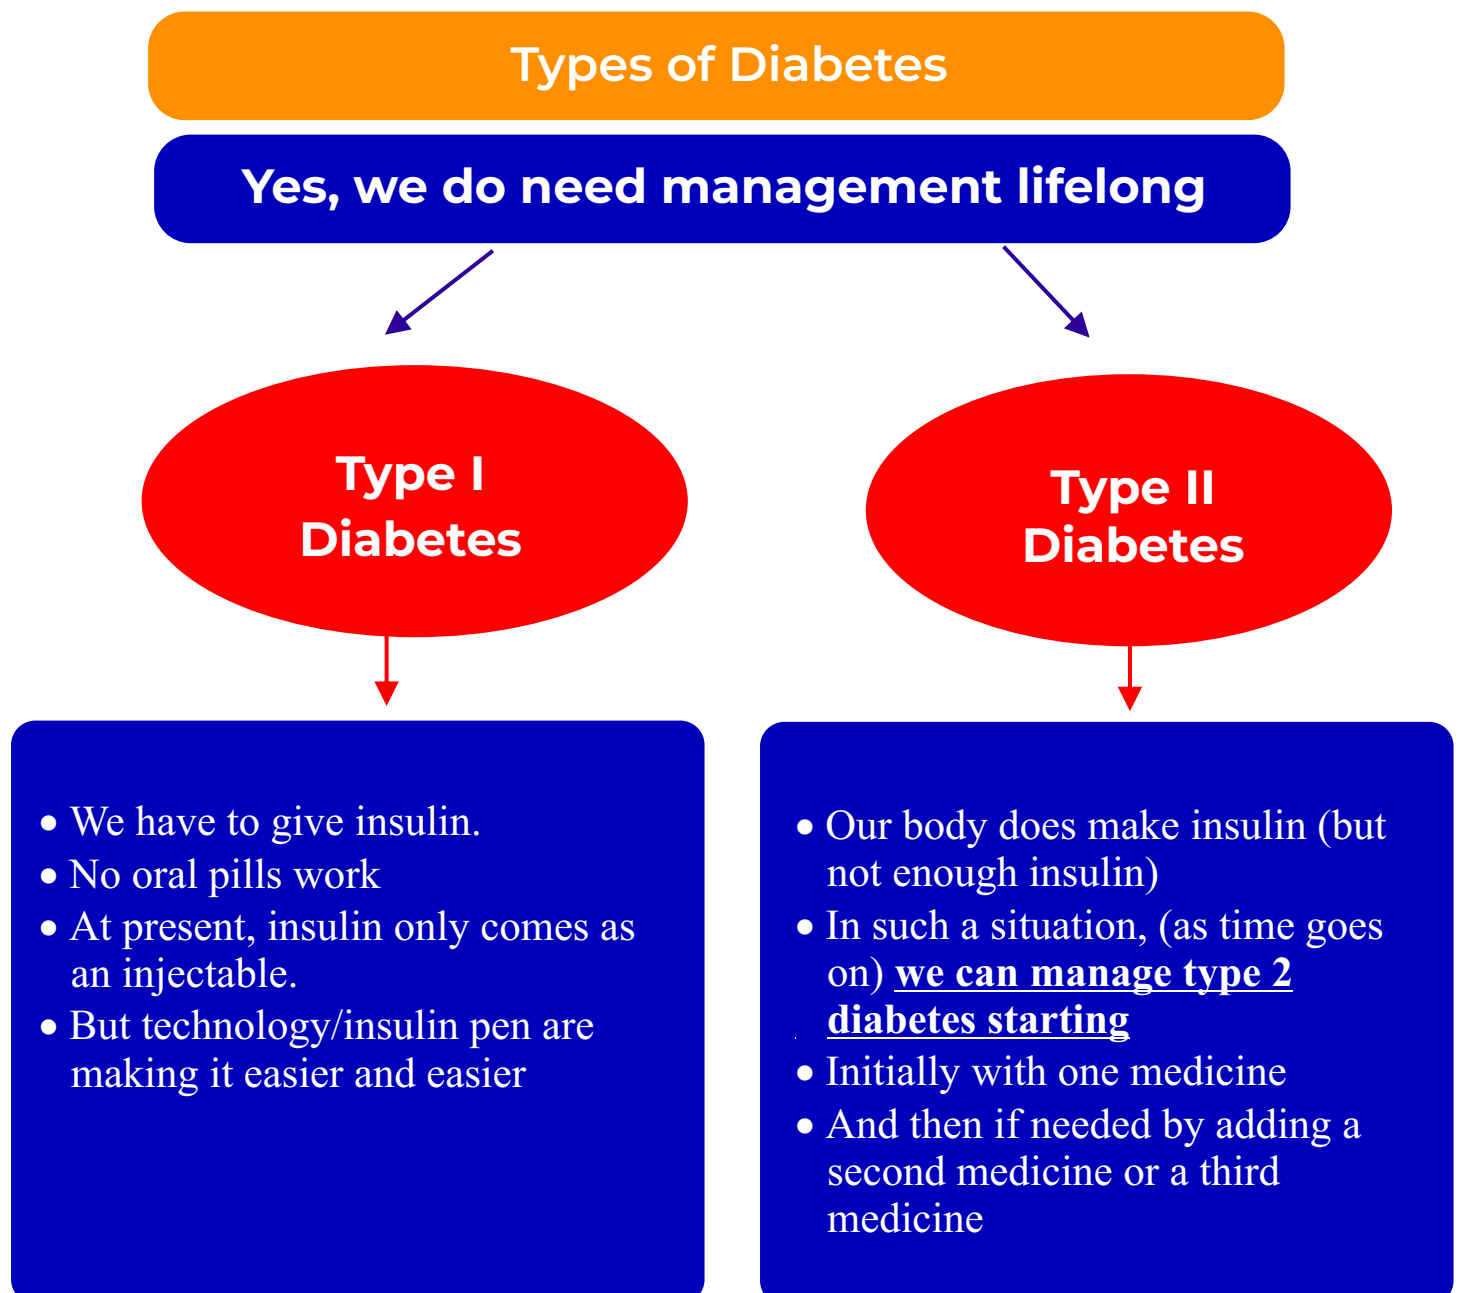 Types of Diabetes
Yes, we do need management lifelong
Type I
Diabetes
• We have to give insulin.
• No oral pills work
• At present, insulin only comes as
an injectable.
• But technology/insulin pen are
making it easier and easier
Type II
Diabetes
• Our body does make insulin (but
not enough insulin)
• In such a situation, (as time goes
on) we can manage type 2
diabetes starting
• Initially with one medicine
• And then if needed by adding a
second medicine or a third
medicine